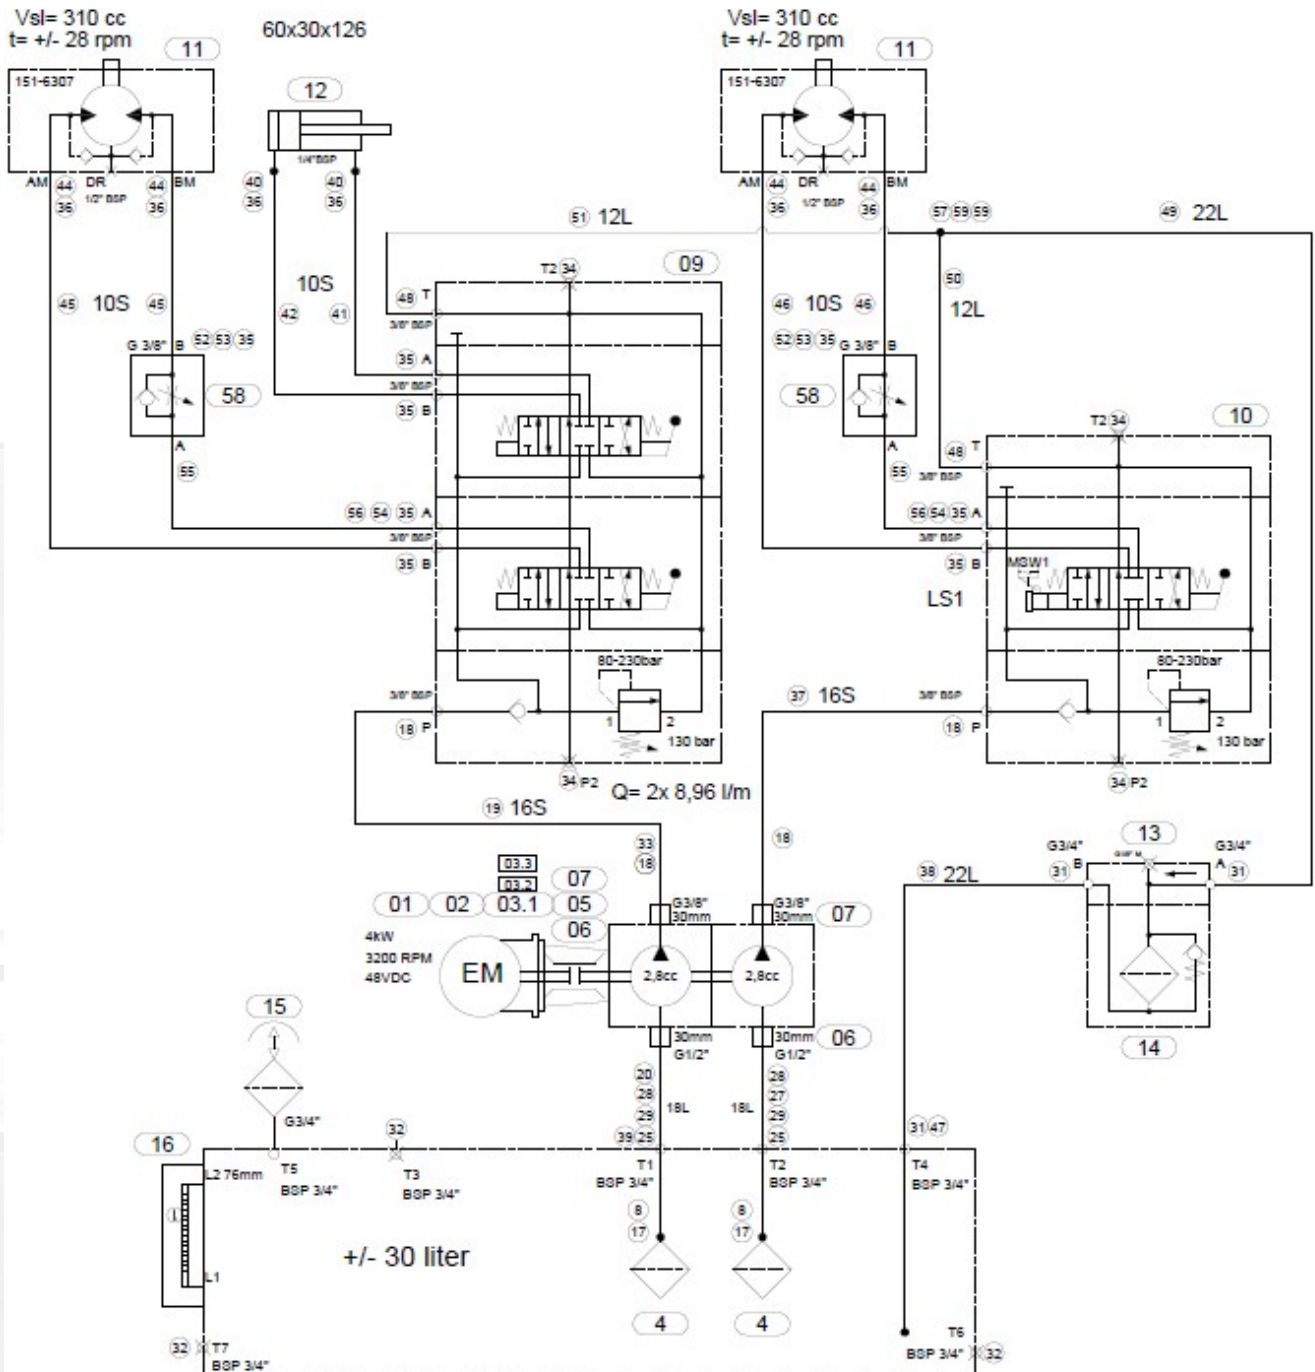 Vsl= 310 cc
t= +/- 28 rpm
11
60x30x126
Vsl= 310 cc
t= +/- 28 rpm
11
151-6307
12
151-6307
1/4"BSP
AM 44 DR 44 BM
36 1/2" BSP 36
40 40
36 36
AM 44 DR 44 BM
36 1/2" BSP 36
51 12L
57 59 59
49 22L
T2 34
09
45 10S 45
10S
42 41
48 T
3/8" BSP
46 10S 46
50
12L
G 3/8" B 52 53 35
58
A
55
35 A
3/8" BSP
35 B
52 53 35 G 3/8" B
58
A
55
T2 34
10
48 T
3/8" BSP
56 54 35 A
3/8" BSP
35 B
56 54 35 A
3/8" BSP
35 B
MSW1
LS1
80-230bar
3/8" BSP
18 P
1 2
130 bar
34 P2
37 16S
80-230bar
3/8" BSP
18 P
1 2
130 bar
34 P2
Q= 2x 8,96 l/m
19 16S
33
18
18
13
G3/4"
B
31
G3/4"
A
31
38 22L
14
03.3
03.2
07
01 02 03.1 05
06
4kW
3200 RPM
48VDC
EM
G3/8"
30mm
G3/8"
30mm
07
2,8cc
2,8cc
30mm
G1/2"
30mm
G1/2"
06
15
G3/4"
20
28
29
39 25
18L
18L
28
27
29
25
31 47
16
32
L2 76mm
T5
BSP 3/4"
T3
BSP 3/4"
T1
BSP 3/4"
T2
BSP 3/4"
T4
BSP 3/4"
L1
+/- 30 liter
8
17
8
17
4
4
32 T7
BSP 3/4"
T6
BSP 3/4" 32